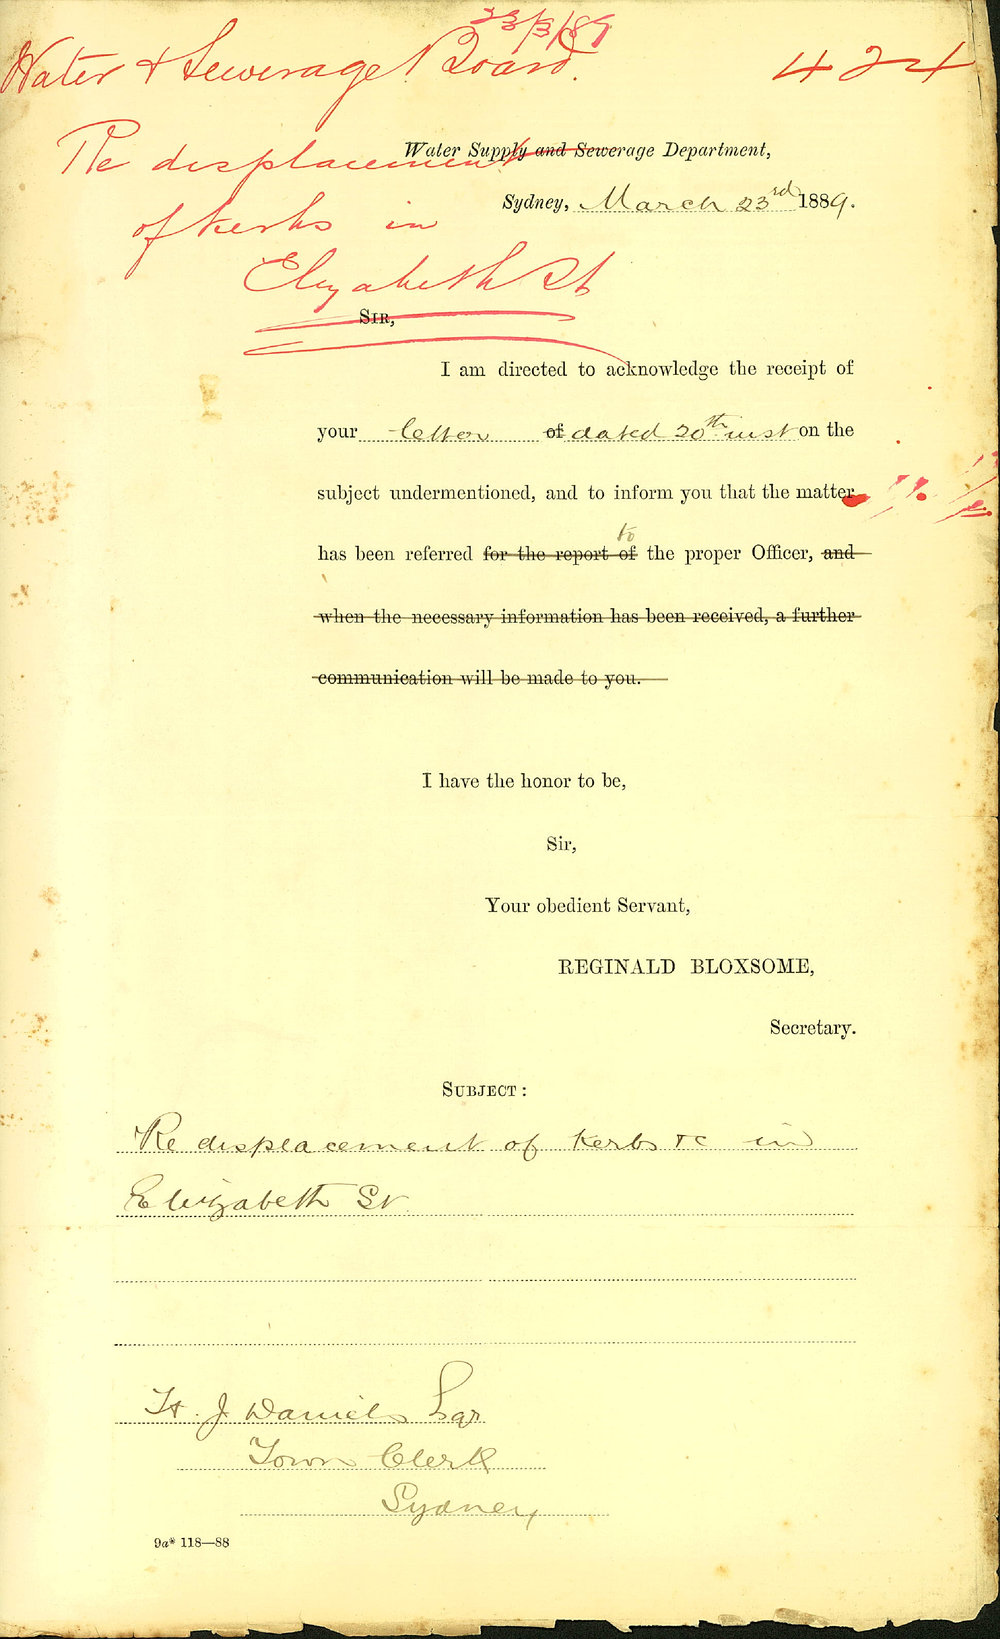 23/3/89
Water & Sewerage Board.
424
Re displacement
of kerbs in
Elizabeth St
Water Supply and Sewerage Department,
Sydney, March 23rd 1889.
SIR,
I am directed to acknowledge the receipt of
your letter of dated 20th inst on the
subject undermentioned, and to inform you that the matter
has been referred for the report of to the proper Officer, and
when the necessary information has been received, a further
communication will be made to you.
I have the honor to be,
Sir,
Your obedient Servant,
REGINALD BLOXSOME,
Secretary.
SUBJECT:
Re displacement of kerbs &c in
Elizabeth St
H. J Daniels Esqr
Town Clerk
Sydney
9a* 118—88